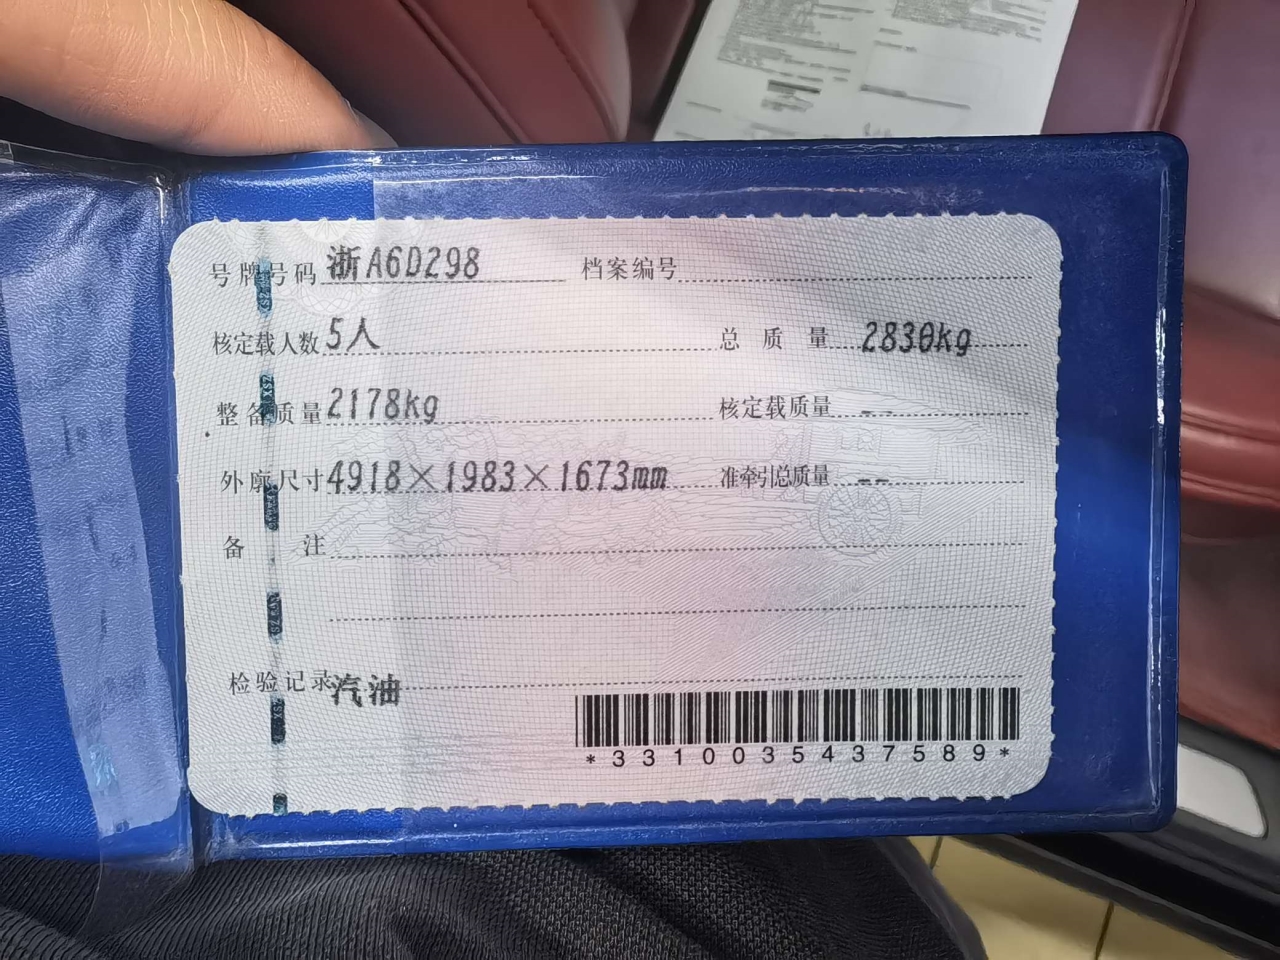 号牌号码 浙A6D298 档案编号
核定载人数 5人 总质量 2830kg
整备质量 2178kg 核定载质量 --
外廓尺寸 4918×1983×1673mm 准牵引总质量 --
备注
检验记录 汽油
*3310035437589*